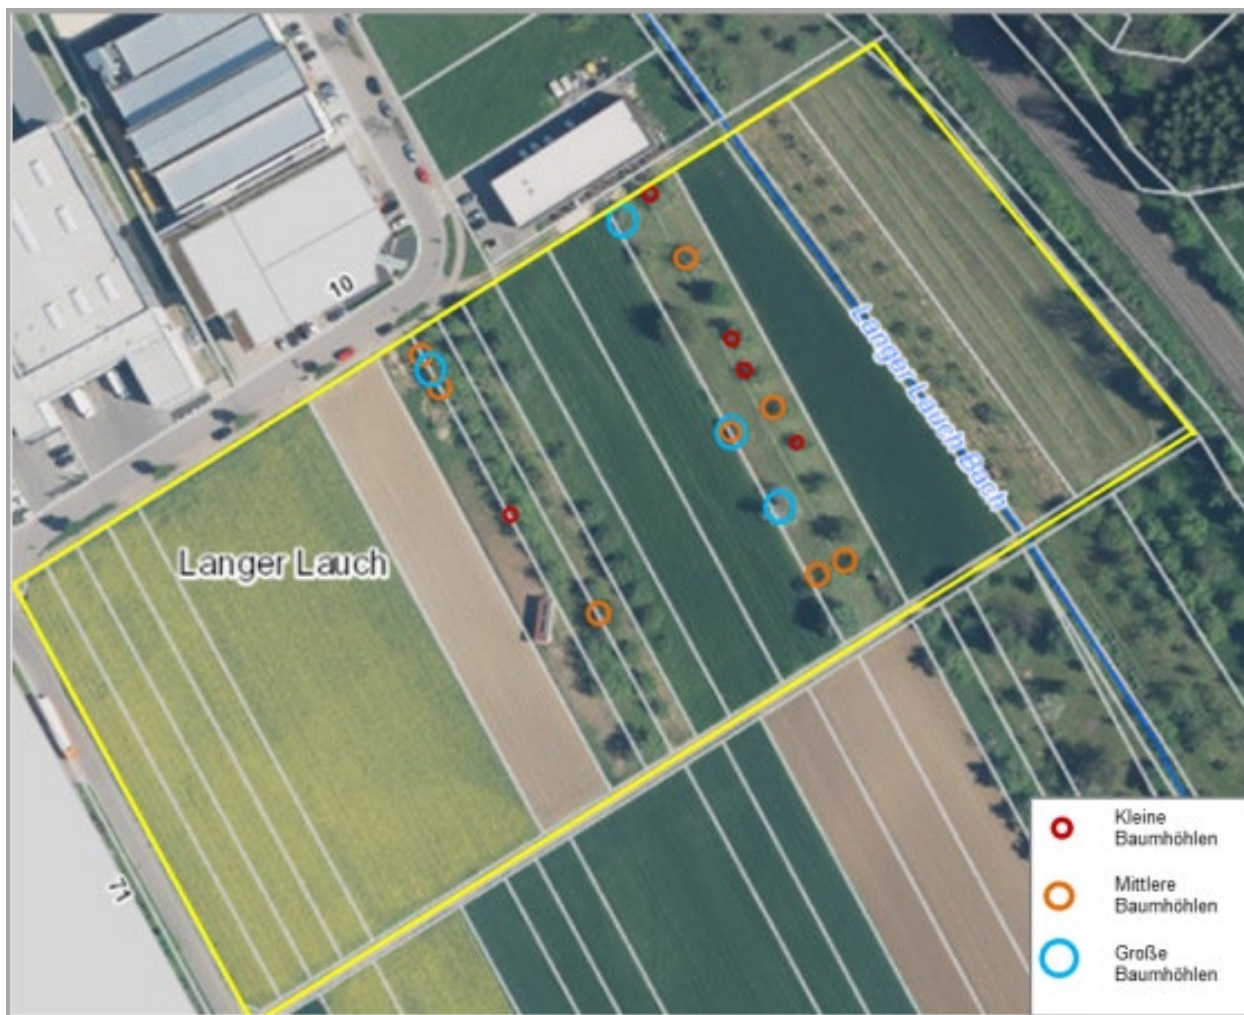 10
Langer Lauch Bach
Langer Lauch
71
Kleine
Baumhöhlen
Mittlere
Baumhöhlen
Große
Baumhöhlen